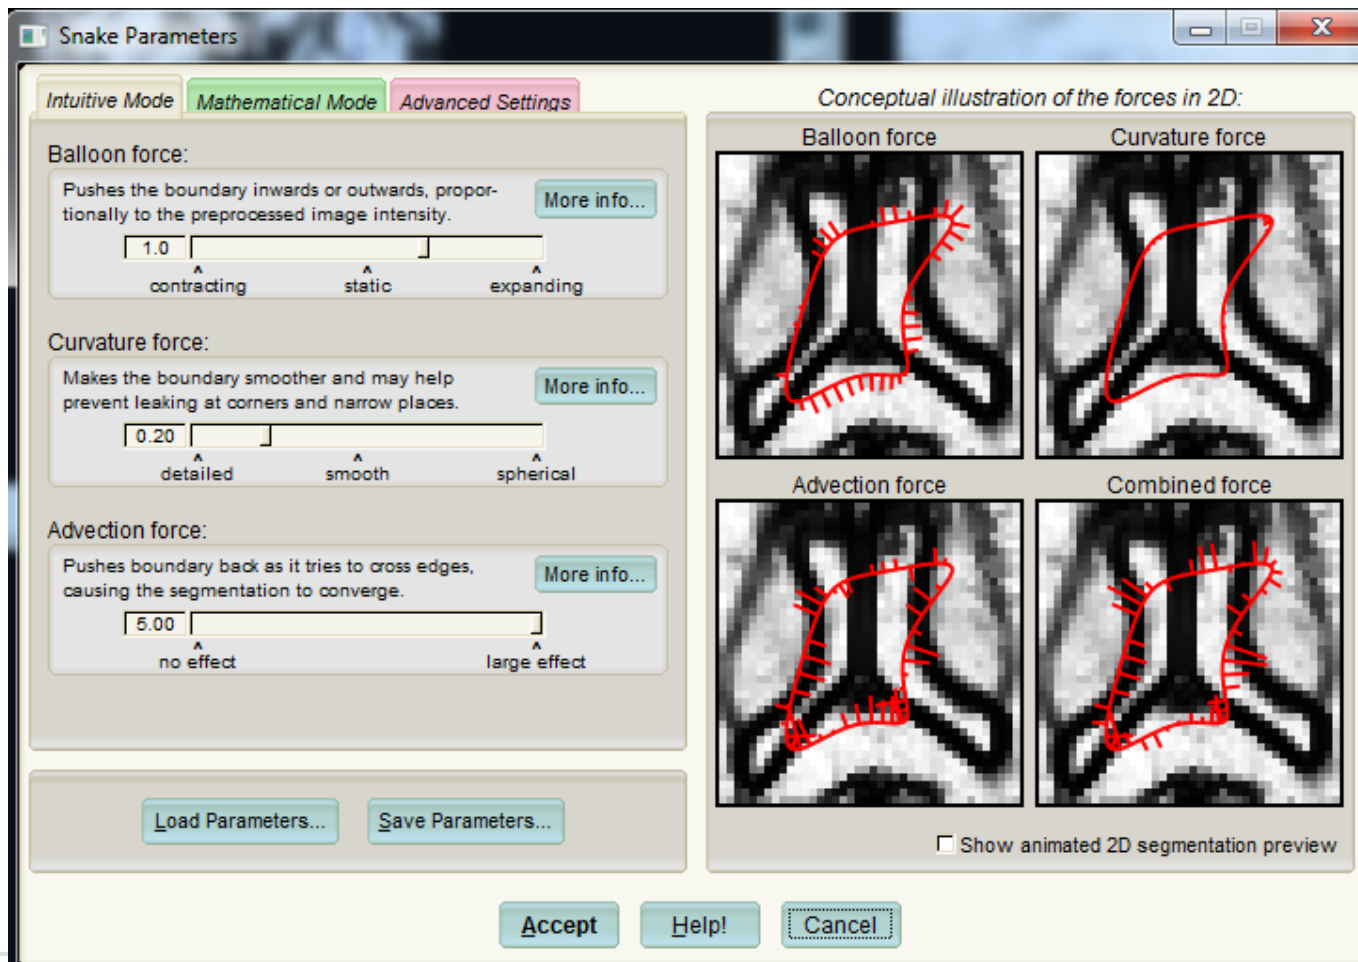 Snake Parameters
Intuitive Mode Mathematical Mode Advanced Settings
Balloon force:
Pushes the boundary inwards or outwards, propor-
tionally to the preprocessed image intensity.
More info...
1.0
^ ^ ^
contracting static expanding
Curvature force:
Makes the boundary smoother and may help
prevent leaking at corners and narrow places.
More info...
0.20
^ ^ ^
detailed smooth spherical
Advection force:
Pushes boundary back as it tries to cross edges,
causing the segmentation to converge.
More info...
5.00
^ ^
no effect large effect
Load Parameters... Save Parameters...
Conceptual illustration of the forces in 2D:
Balloon force Curvature force
Advection force Combined force
Show animated 2D segmentation preview
Accept Help! Cancel